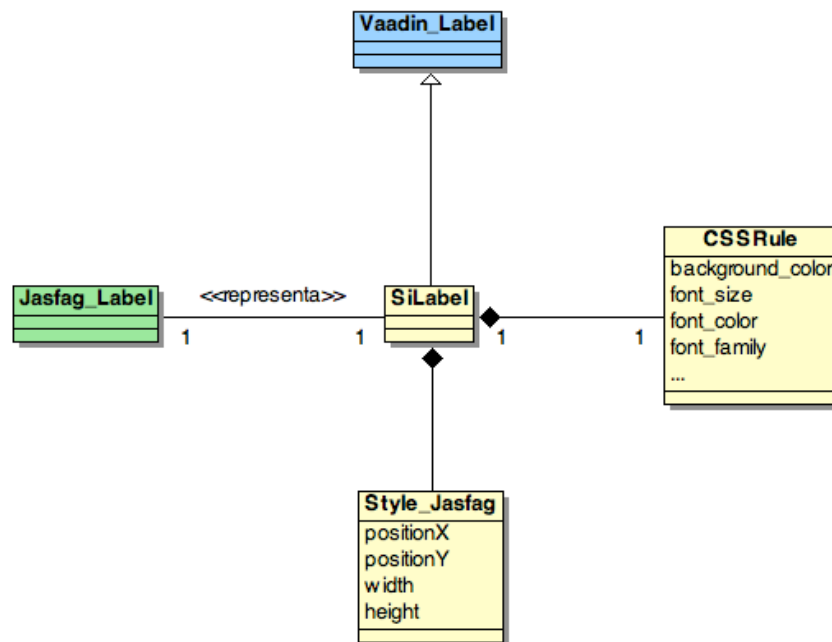 Vaadin_Label
CSSRule
background_color
font_size
font_color
font_family
...
Jasfag_Label
<<representa>>
SiLabel
1
1
1
1
Style_Jasfag
positionX
positionY
width
height